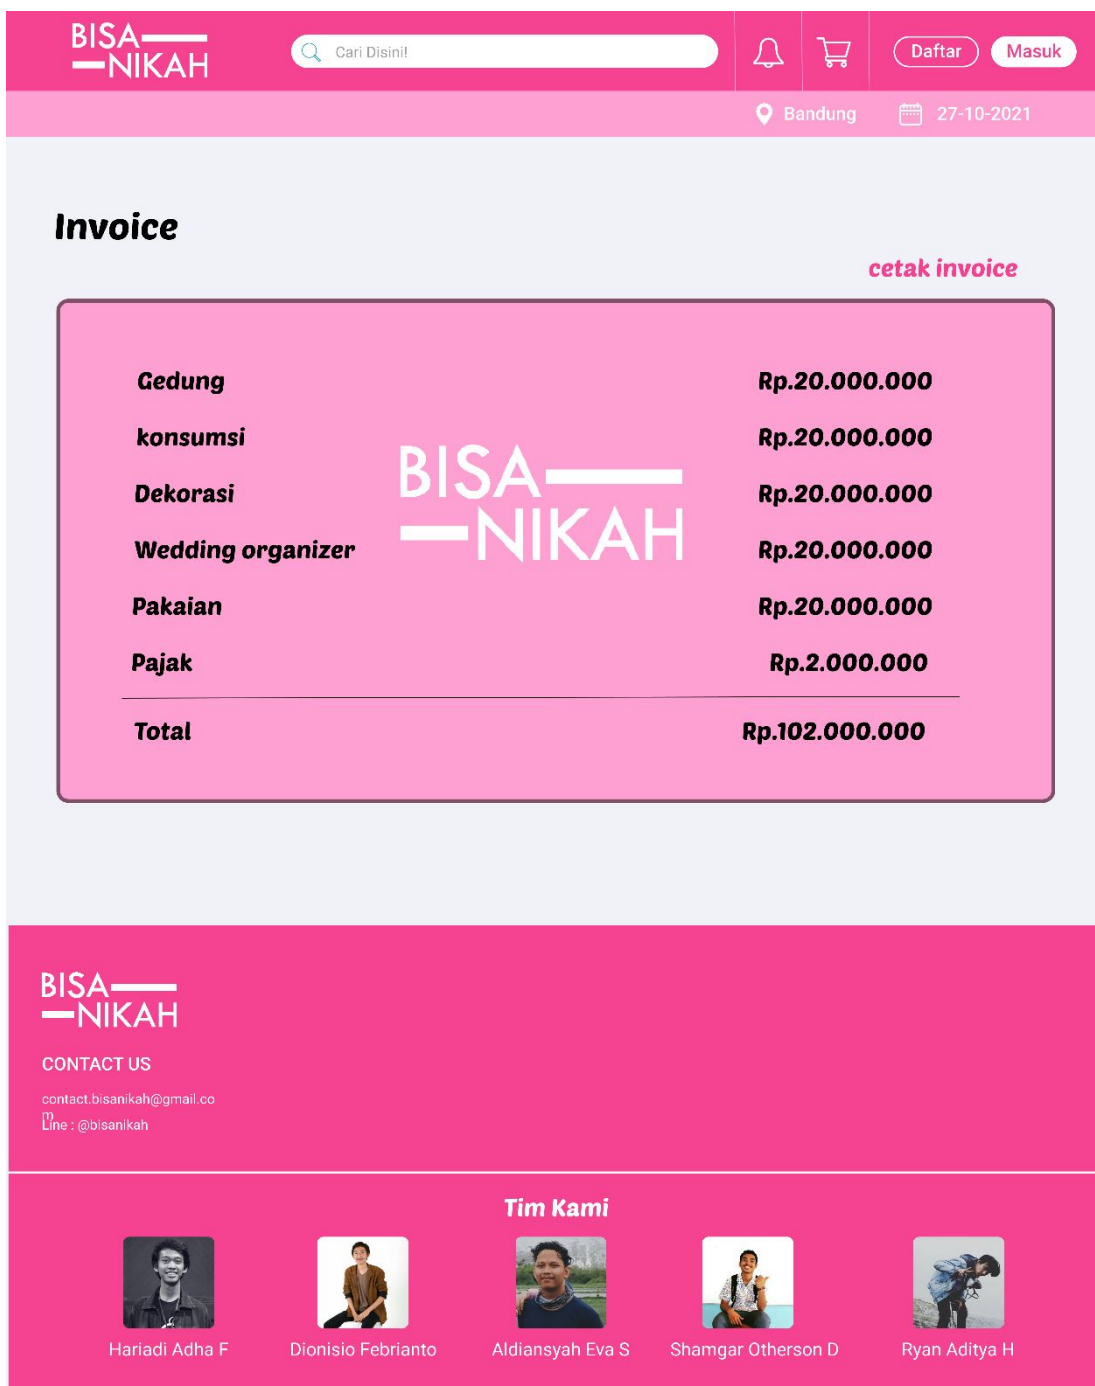 BISA
NIKAH
Cari Disini!
Daftar
Masuk
Bandung
27-10-2021
Invoice
cetak invoice
Gedung Rp.20.000.000
konsumsi Rp.20.000.000
Dekorasi Rp.20.000.000
Wedding organizer Rp.20.000.000
Pakaian Rp.20.000.000
Pajak Rp.2.000.000
Total Rp.102.000.000
BISA
NIKAH
BISA
NIKAH
CONTACT US
contact.bisanikah@gmail.co
m
Line : @bisanikah
Tim Kami
Hariadi Adha F
Dionisio Febrianto
Aldiansyah Eva S
Shamgar Otherson D
Ryan Aditya H